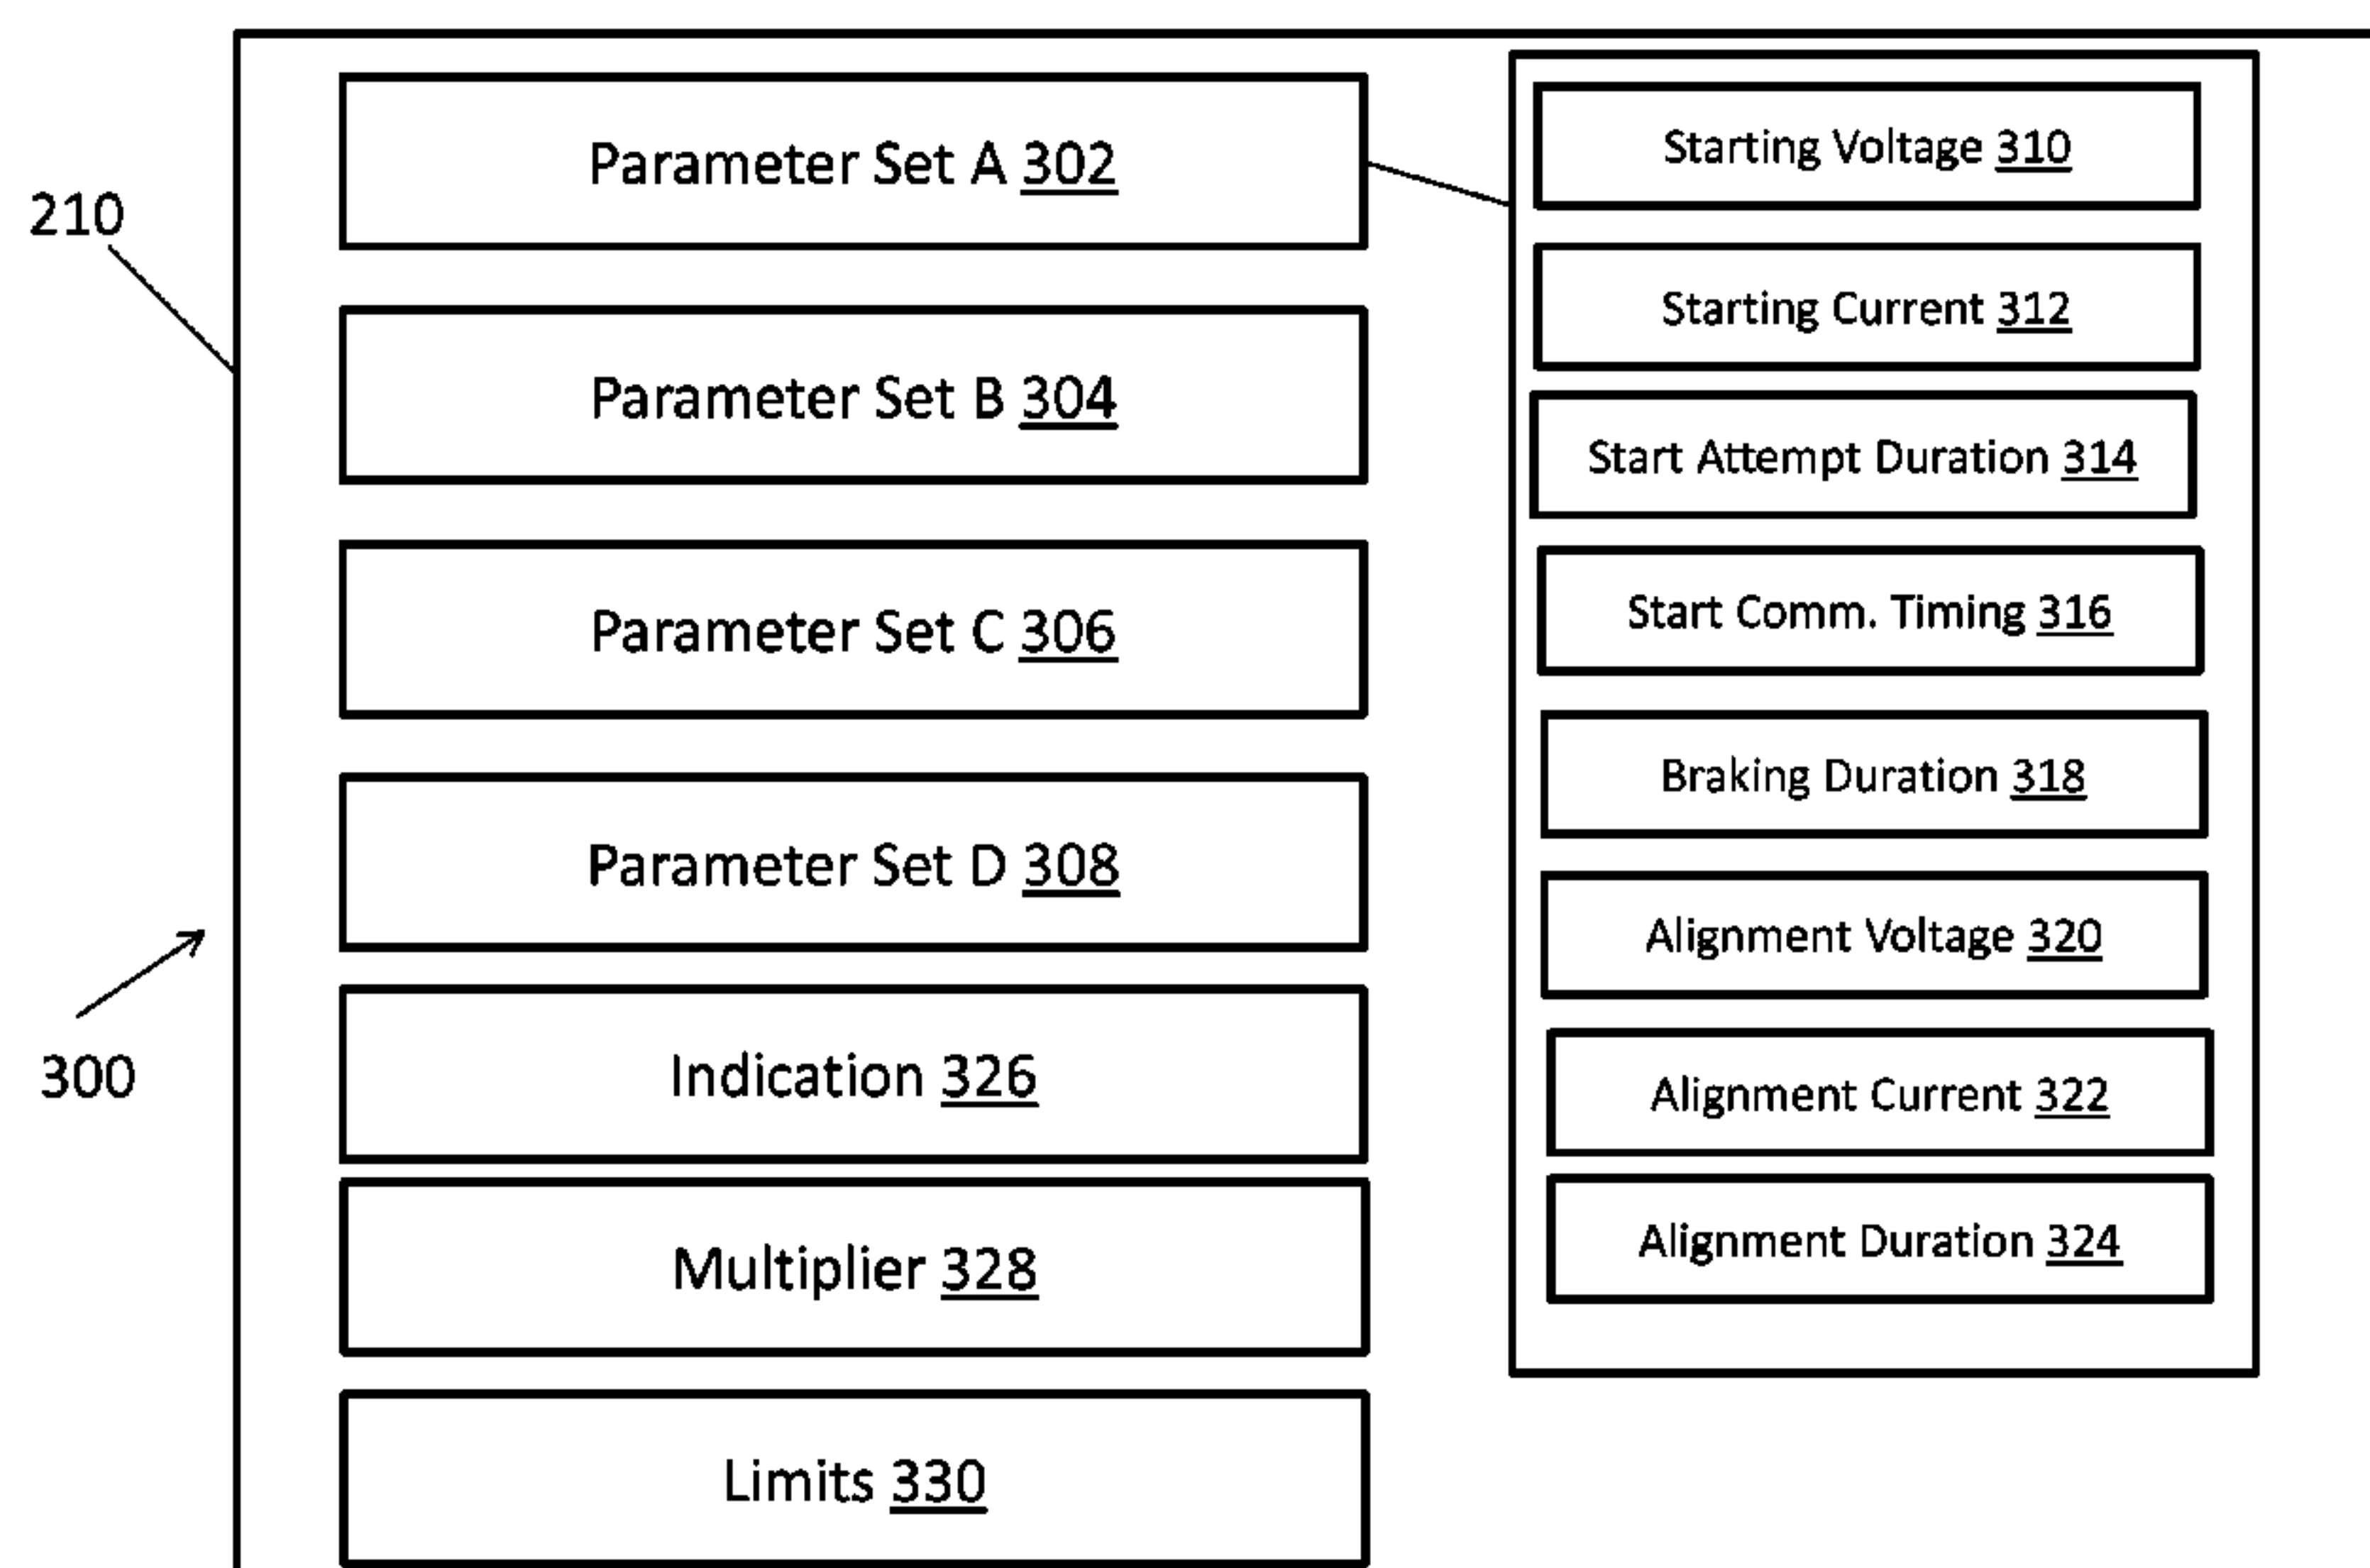 210
300
Parameter Set A 302
Parameter Set B 304
Parameter Set C 306
Parameter Set D 308
Indication 326
Multiplier 328
Limits 330
Starting Voltage 310
Starting Current 312
Start Attempt Duration 314
Start Comm. Timing 316
Braking Duration 318
Alignment Voltage 320
Alignment Current 322
Alignment Duration 324